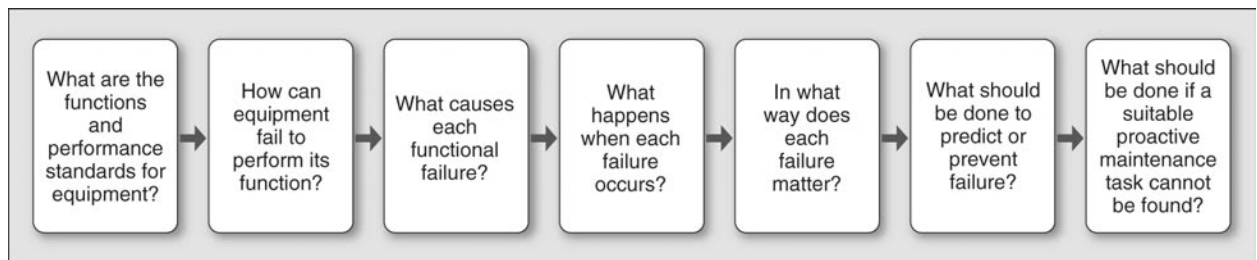 What are the
functions
and
performance
standards for
equipment?
How can
equipment
fail to
perform its
function?
What causes
each
functional
failure?
What
happens
when each
failure
occurs?
In what
way does
each
failure
matter?
What should
be done to
predict or
prevent
failure?
What should
be done if a
suitable
proactive
maintenance
task cannot
be found?